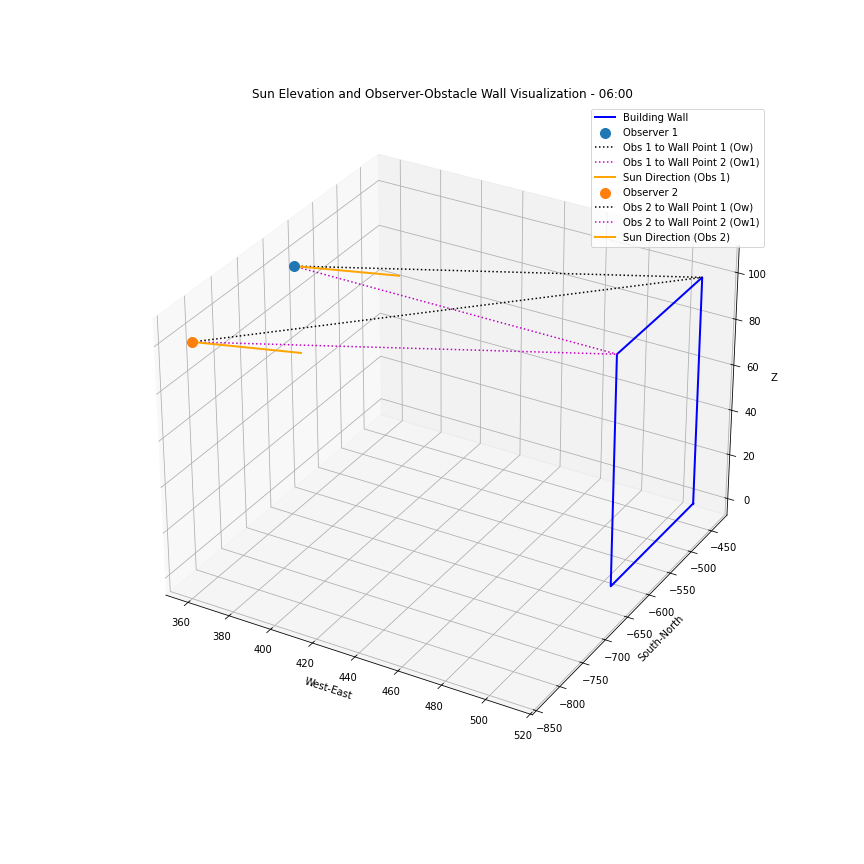 Sun Elevation and Observer-Obstacle Wall Visualization - 06:00
Building Wall
Observer 1
Obs 1 to Wall Point 1 (Ow)
Obs 1 to Wall Point 2 (Ow1)
Sun Direction (Obs 1)
Observer 2
Obs 2 to Wall Point 1 (Ow)
Obs 2 to Wall Point 2 (Ow1)
Sun Direction (Obs 2)
100
80
60
40
20
0
Z
−450
−500
−550
−600
−650
−700
−750
−800
−850
South-North
360
380
400
420
440
460
480
500
520
West-East